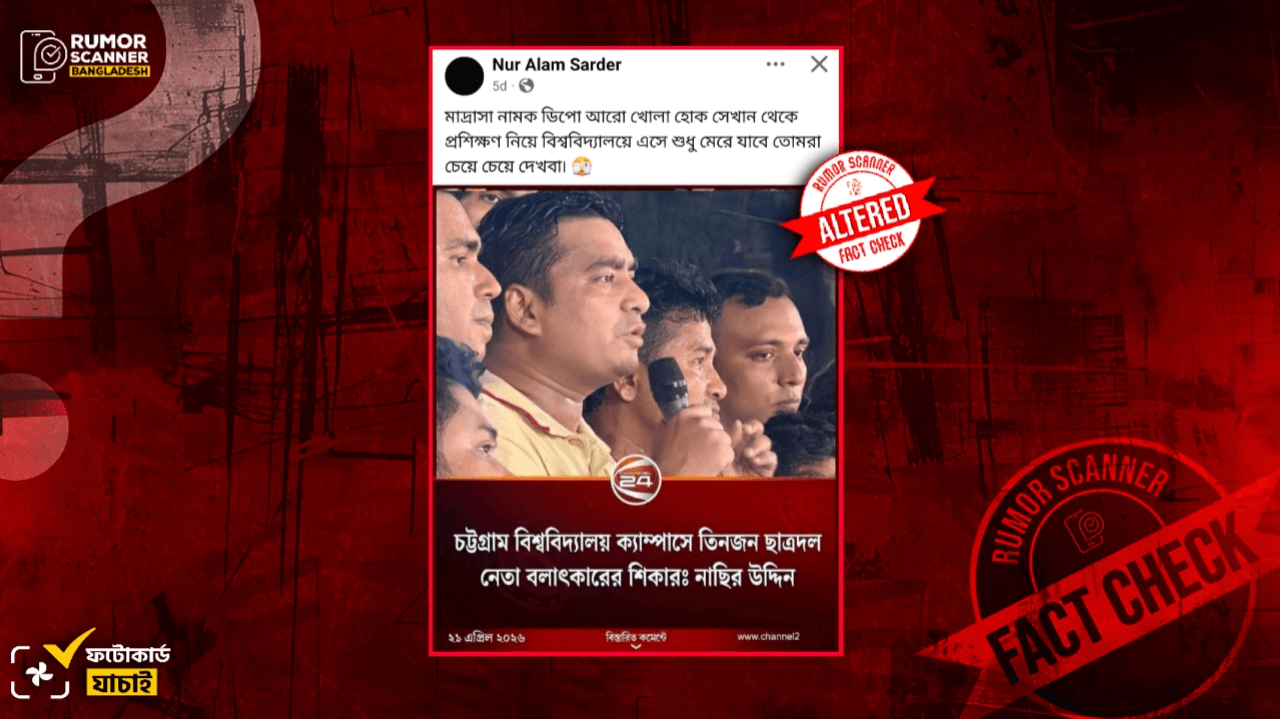 RUMOR
SCANNER
BANGLADESH
Nur Alam Sarder
5d
মাদ্রাসা নামক ডিপো আরো খোলা হোক সেখান থেকে
প্রশিক্ষণ নিয়ে বিশ্ববিদ্যালয়ে এসে শুধু মেরে যাবে তোমরা
চেয়ে চেয়ে দেখবা।
RUMOR SCANNER
ALTERED
FACT CHECK
24
চট্টগ্রাম বিশ্ববিদ্যালয় ক্যাম্পাসে তিনজন ছাত্রদল
নেতা বলাৎকারের শিকারঃ নাছির উদ্দিন
২১ এপ্রিল ২০২৬
বিস্তারিত কমেন্টে
www.channel2
RUMOR SCANNER
FACT CHECK
ফটোকার্ড
যাচাই